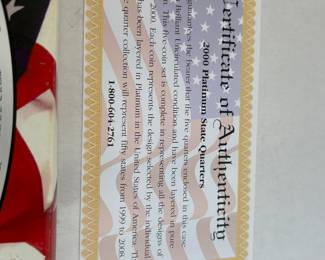 Certificate of Authenticity
2000 Platinum State Quarters
guarantees the bearer that the five quarters enclosed in this case
Brilliant Uncirculated condition and have been layered in pure
This five-coin set is complete in representing all the designs of
2000. Each coin represents the design selected by the individual
has been layered in Platinum in the United States of America.
quarter collection will represent fifty states from 1999 to 2008.
1-800-604-2761